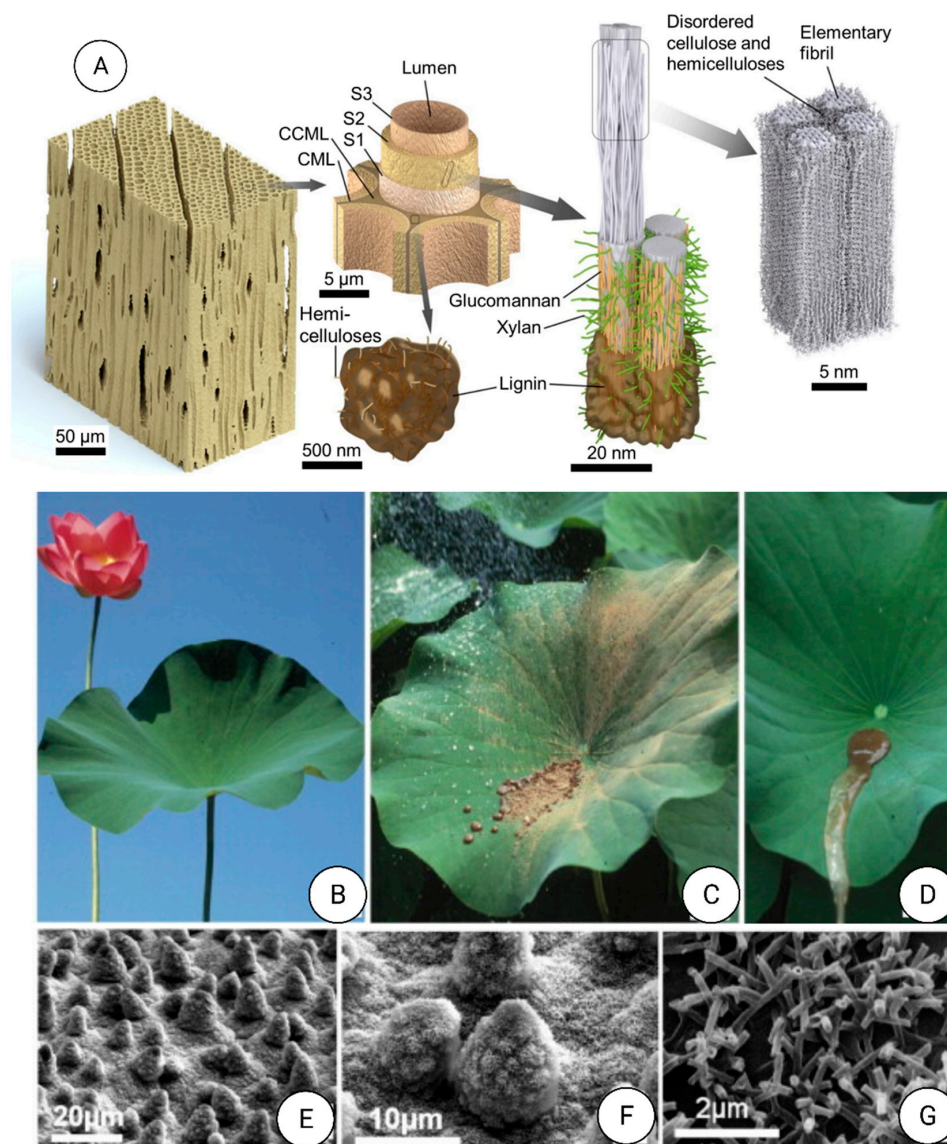 A
Lumen
S3
S2
S1
CCML
CML
5 µm
Hemi-
celluloses
50 µm
500 nm
Glucomannan
Xylan
Lignin
20 nm
Disordered
cellulose and
hemicelluloses
Elementary
fibril
5 nm
B
C
D
20µm
E
10µm
F
2µm
G